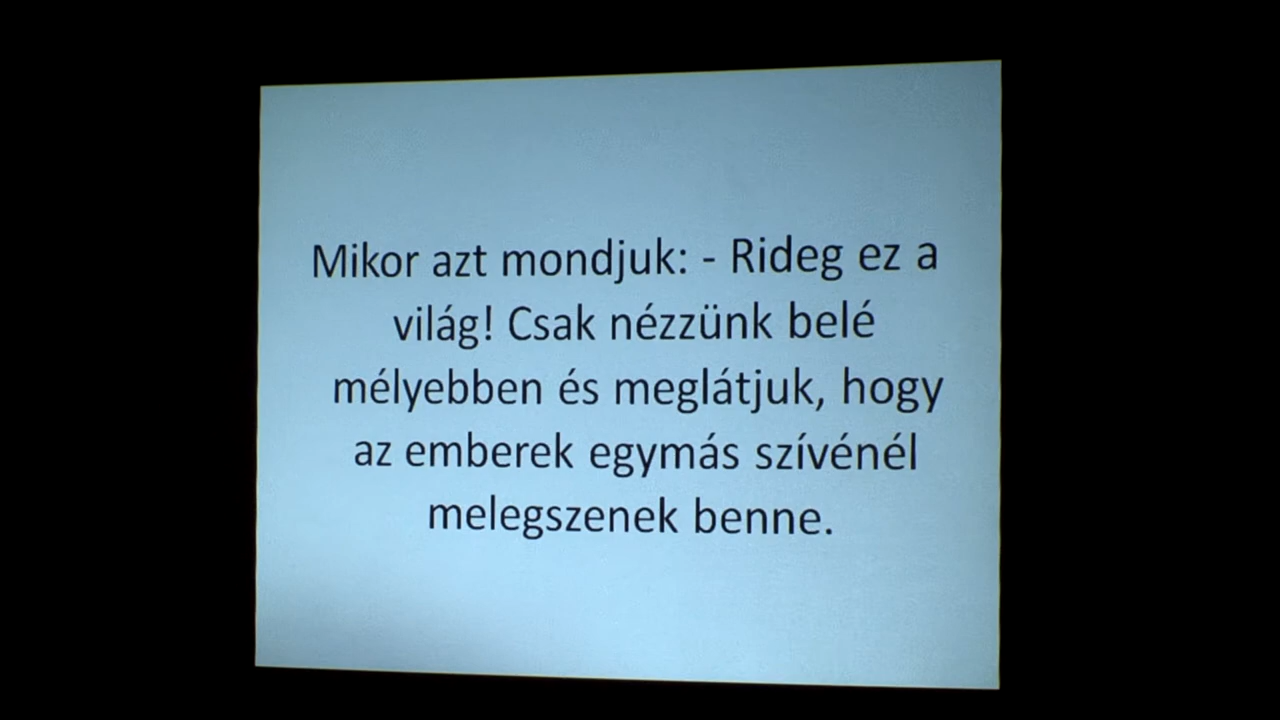 Mikor azt mondjuk: - Rideg ez a
világ! Csak nézzünk belé
mélyebben és meglátjuk, hogy
az emberek egymás szívénél
melegszenek benne.